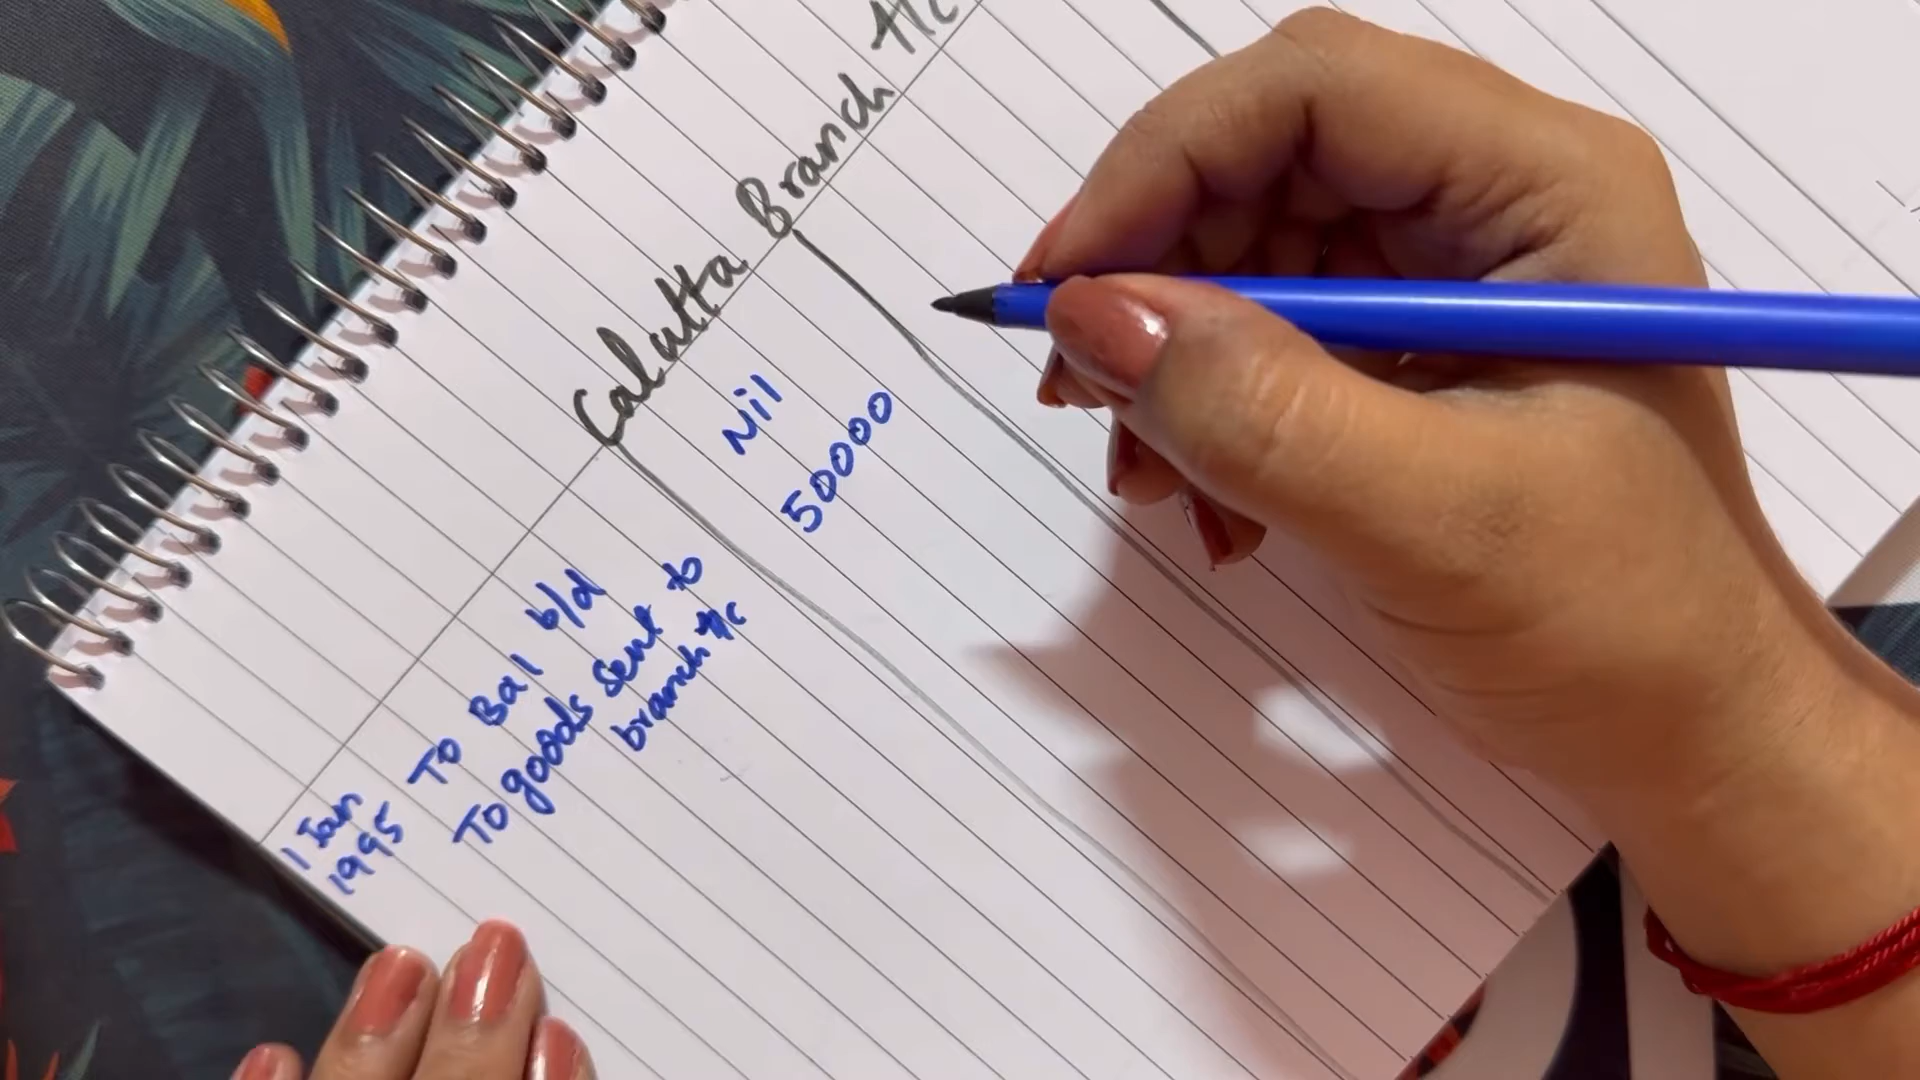 Calcutta Branch A/c
1 Jan
1995 To Bal b/d Nil
To goods sent to 50000
branch A/c